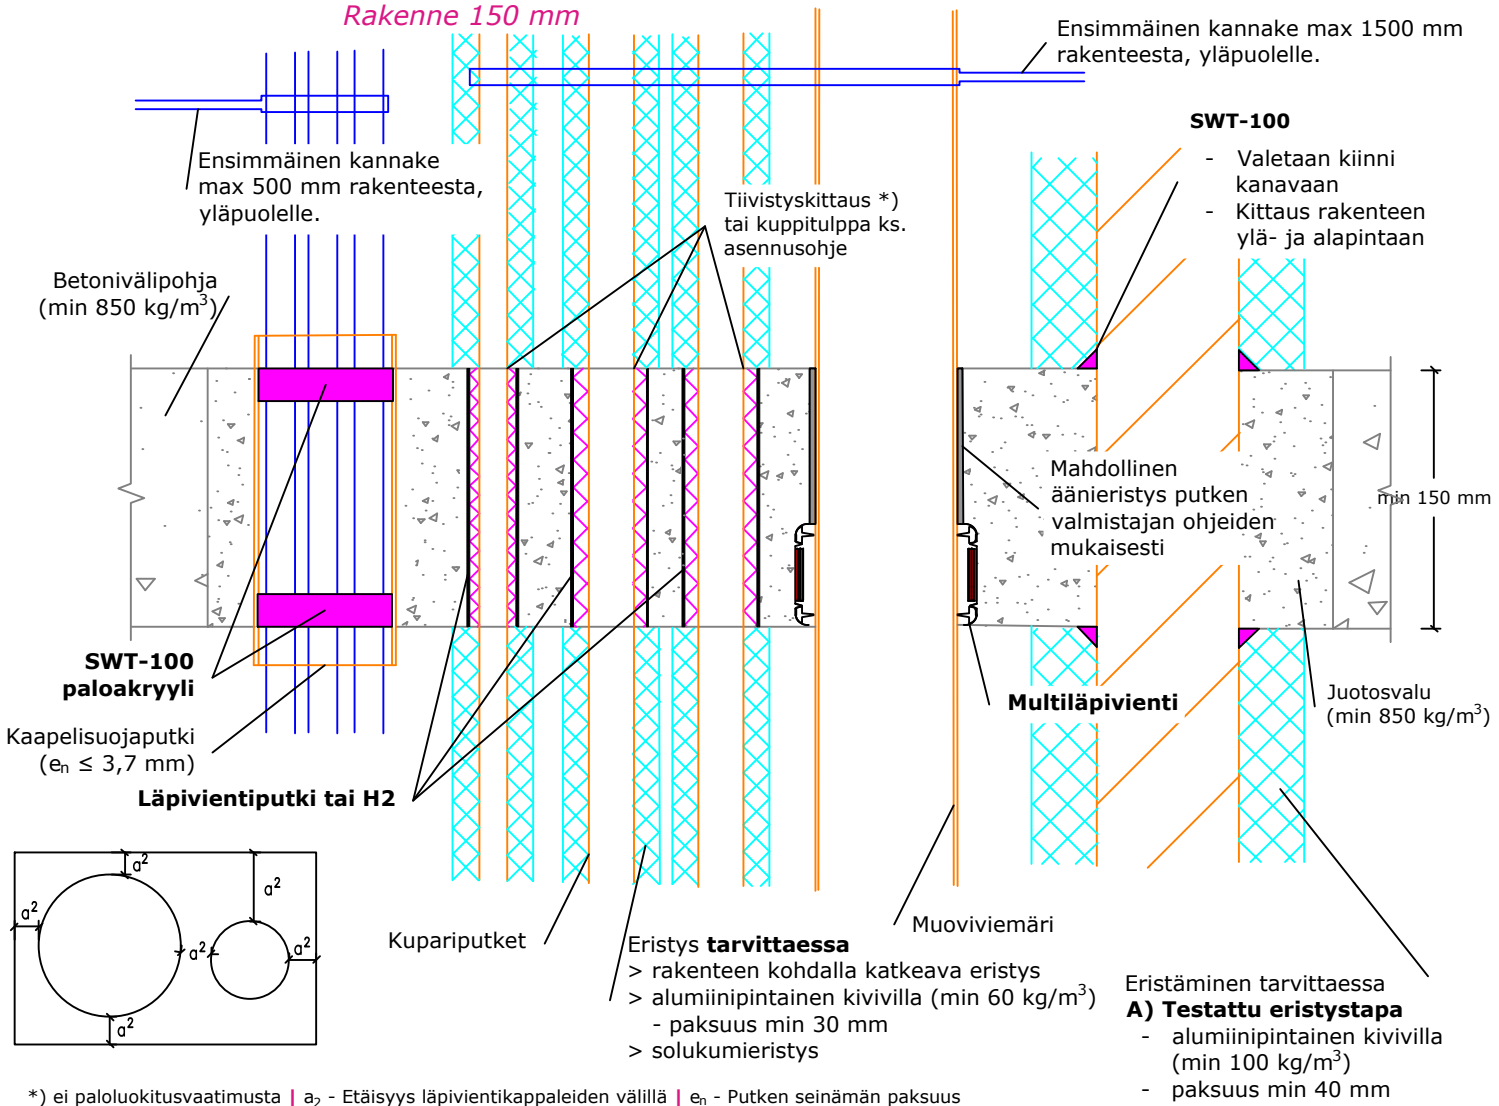 Rakenne 150 mm
Ensimmäinen kannake max 1500 mm
rakenteesta, yläpuolelle.
SWT-100
- Valetaan kiinni
kanavaan
- Kittaus rakenteen
ylä- ja alapintaan
Ensimmäinen kannake
max 500 mm rakenteesta,
yläpuolelle.
Tiivistyskittaus *)
tai kuppitulppa ks.
asennusohje
Betonivälipohja
(min 850 kg/m³)
Mahdollinen
äänieristys putken
valmistajan ohjeiden
mukaisesti
min 150 mm
SWT-100
paloakryyli
Kaapelisuojaputki
(eₙ ≤ 3,7 mm)
Läpivientiputki tai H2
Multiläpivienti
Juotosvalu
(min 850 kg/m³)
a²
a²
a²
a²
a²
a²
Kupariputket
Eristys tarvittaessa
> rakenteen kohdalla katkeava eristys
> alumiinipintainen kivivilla (min 60 kg/m³)
- paksuus min 30 mm
> solukumieristys
Muoviviemäri
Eristäminen tarvittaessa
A) Testattu eristystapa
- alumiinipintainen kivivilla
(min 100 kg/m³)
- paksuus min 40 mm
*) ei paloluokitusvaatimusta | a₂ - Etäisyys läpivientikappaleiden välillä | eₙ - Putken seinämän paksuus